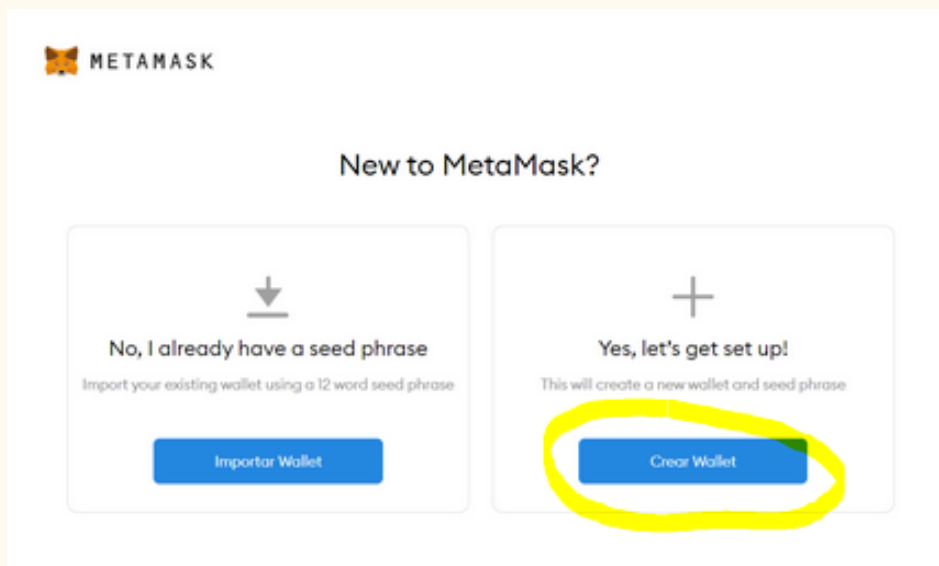 METAMASK
New to MetaMask?
No, I already have a seed phrase
Import your existing wallet using a 12 word seed phrase
Importar Wallet
Yes, let's get set up!
This will create a new wallet and seed phrase
Crear Wallet